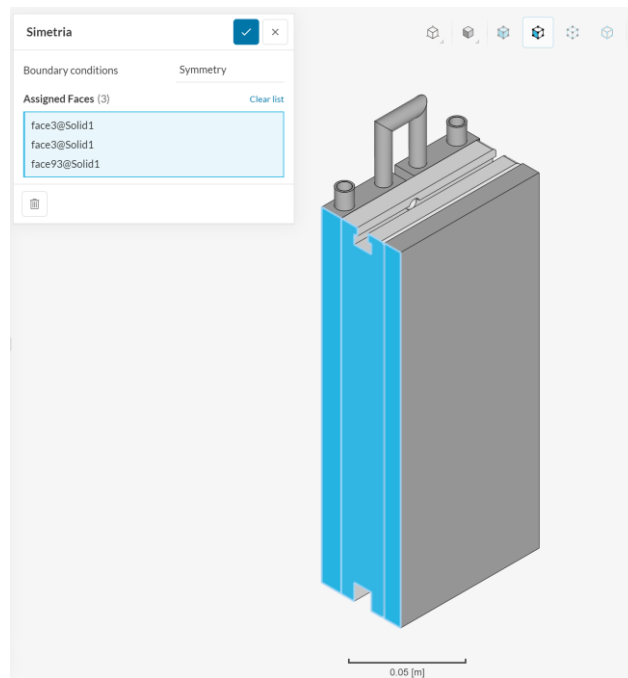 Simetria
Boundary conditions Symmetry
Assigned Faces (3) Clear list
face3@Solid1
face3@Solid1
face93@Solid1
0.05 [m]